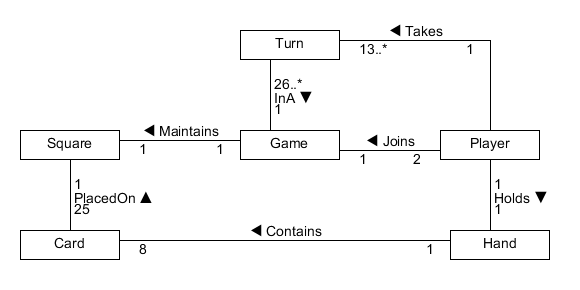 Turn
◀ Takes
13..*
1
26..*
InA ▼
1
Square
◀ Maintains
1
1
Game
◀ Joins
1
2
Player
1
PlacedOn ▲
25
1
Holds ▼
1
Card
◀ Contains
8
1
Hand